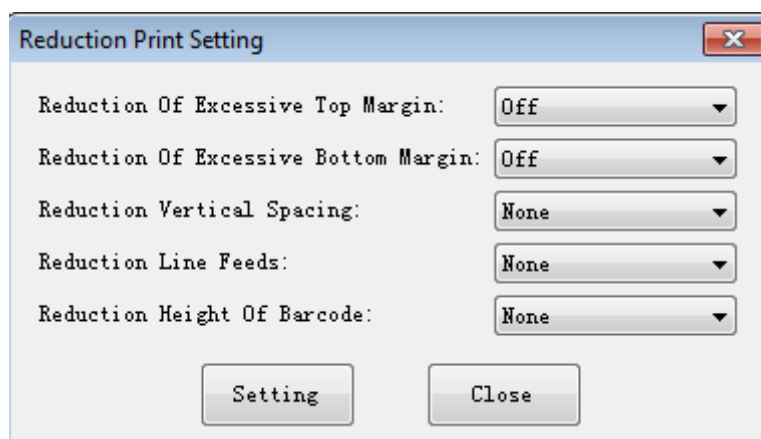 Reduction Print Setting
Reduction Of Excessive Top Margin: Off
Reduction Of Excessive Bottom Margin: Off
Reduction Vertical Spacing: None
Reduction Line Feeds: None
Reduction Height Of Barcode: None
Setting Close